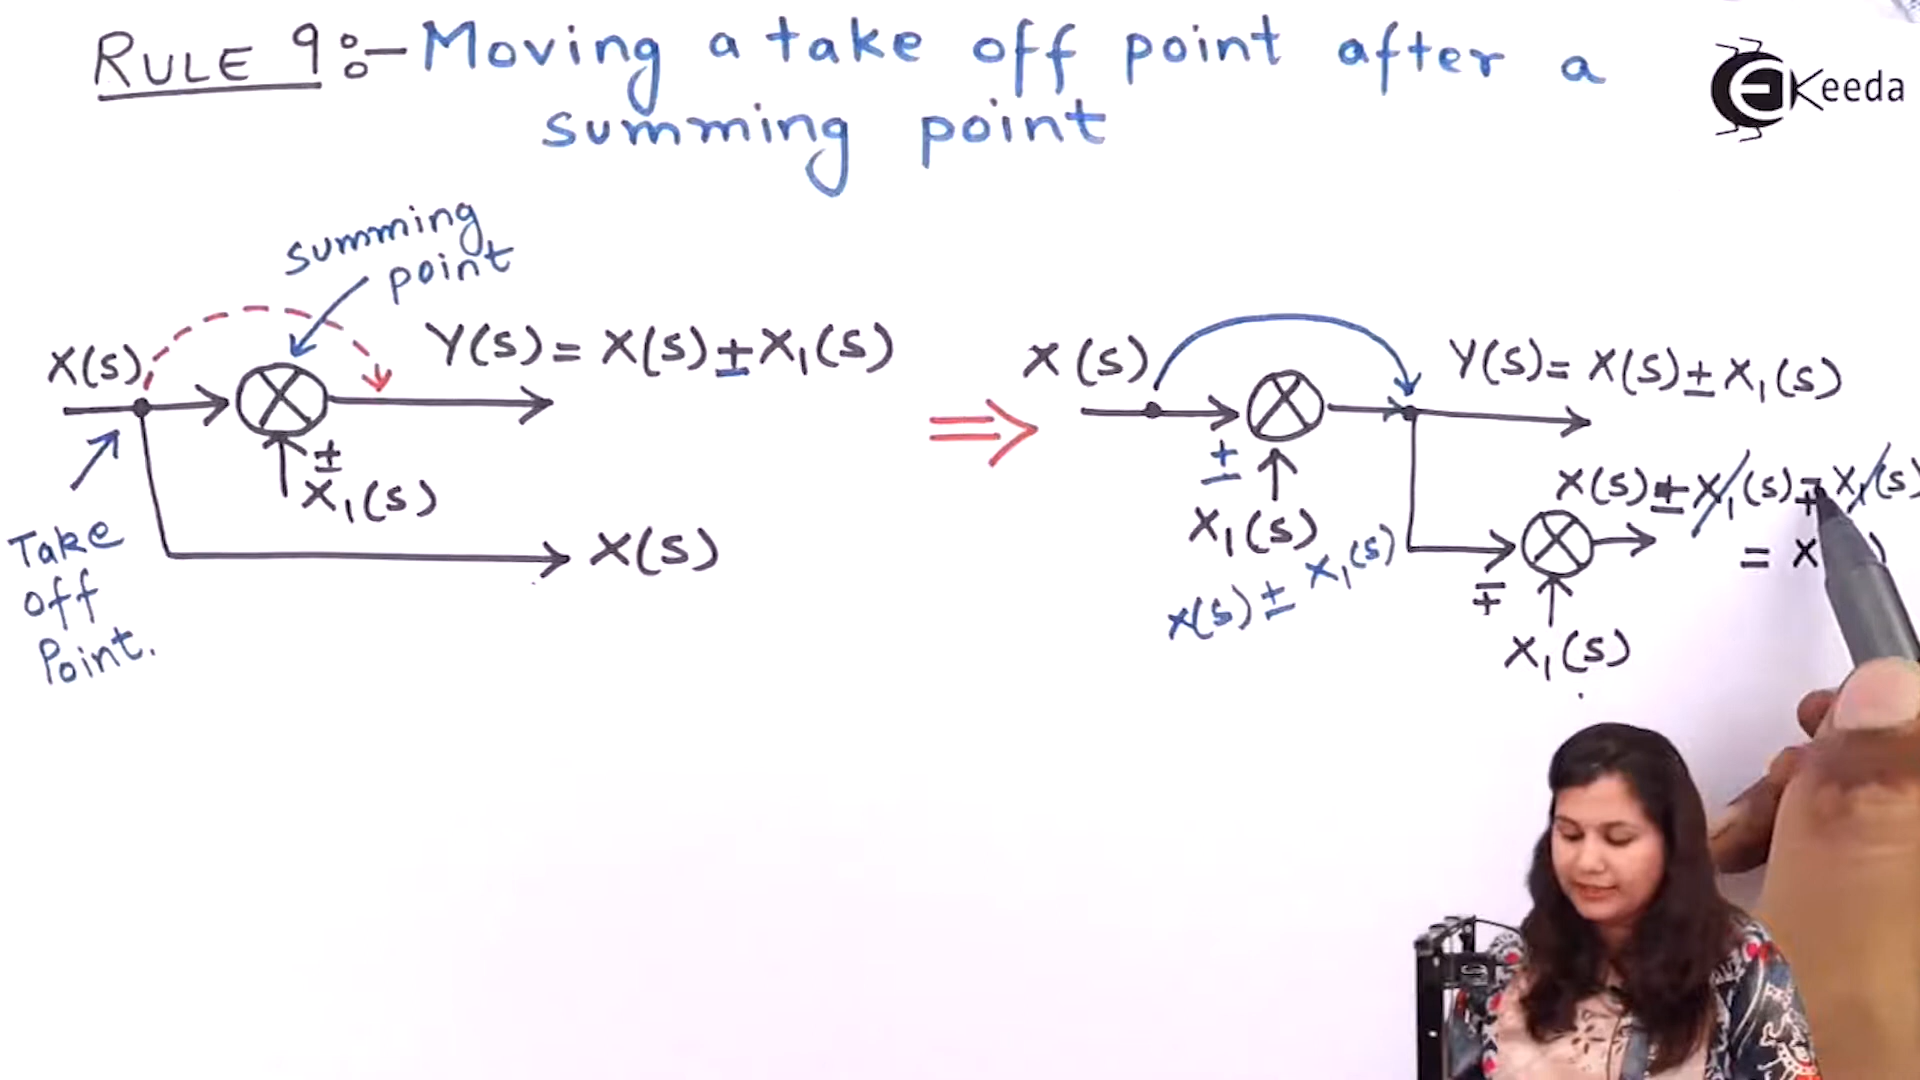 RULE 9:- Moving a take off point after a
summing point
Keeda
summing
point
X(s)
Y(s) = X(s) ± X₁(s)
±
X₁(s)
X(s)
Take
off
Point.
⇒
X(s)
Y(s) = X(s) ± X₁(s)
±
X₁(s)
X(s) ± X₁(s)
X(s) ± X₁(s) ∓ X₁(s)
= X
∓
X₁(s)